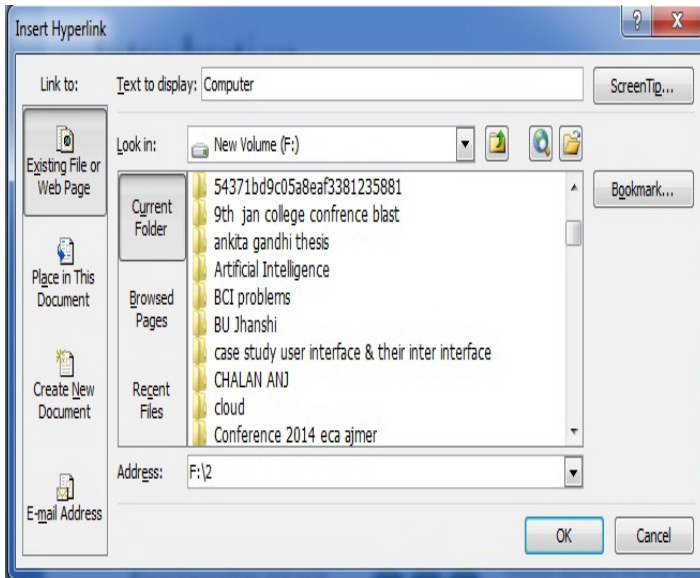 Insert Hyperlink
? X
Link to:
Text to display: Computer
ScreenTip...
Existing File or
Web Page
Look in: New Volume (F:)
Bookmark...
Current
Folder
Browsed
Pages
Recent
Files
54371bd9c05a8eaf3381235881
9th jan college confrence blast
ankita gandhi thesis
Artificial Intelligence
BCI problems
BU Jhanshi
case study user interface & their inter interface
CHALAN ANJ
cloud
Conference 2014 eca ajmer
Place in This
Document
Create New
Document
E-mail Address
Address: F:\2
OK Cancel